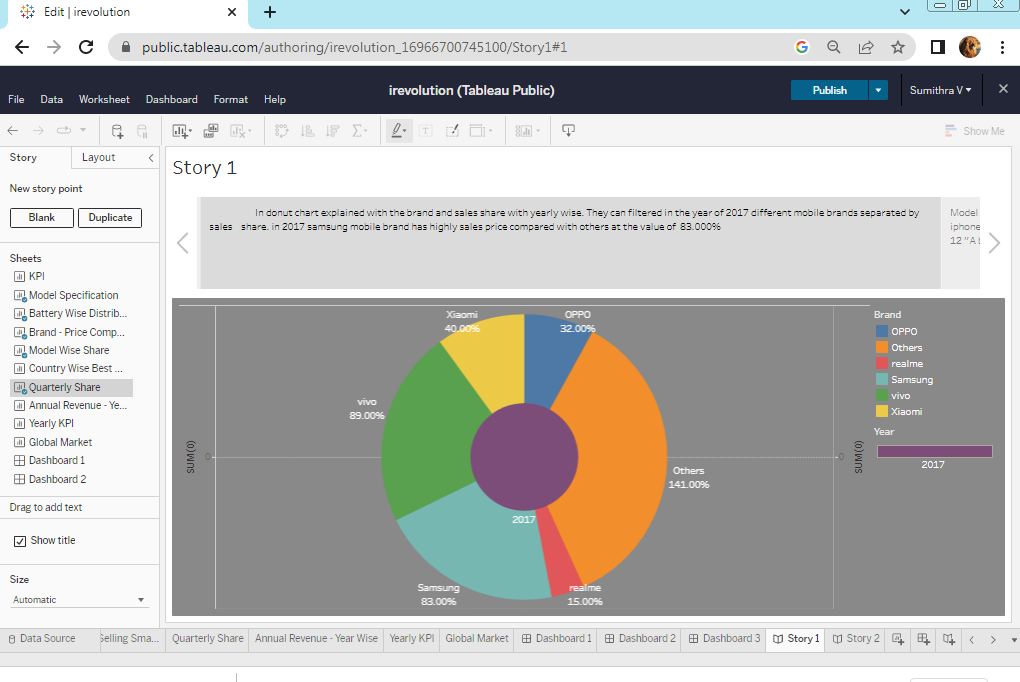 Edit | irevolution
public.tableau.com/authoring/irevolution_16966700745100/Story1#1
irevolution (Tableau Public)
File Data Worksheet Dashboard Format Help
Publish
Sumithra V
Show Me
Story Layout
New story point
Blank Duplicate
Sheets
KPI
Model Specification
Battery Wise Distrib...
Brand - Price Comp...
Model Wise Share
Country Wise Best ...
Quarterly Share
Annual Revenue - Ye...
Yearly KPI
Global Market
Dashboard 1
Dashboard 2
Drag to add text
Show title
Size
Automatic
Story 1
In donut chart explained with the brand and sales share with yearly wise. They can filtered in the year of 2017 different mobile brands separated by
sales share. in 2017 samsung mobile brand has highly sales price compared with others at the value of 83.000%
Model
iphone
12 "A
Xiaomi
40.00%
OPPO
32.00%
vivo
89.00%
Others
141.00%
2017
Samsung
83.00%
realme
15.00%
SUM(0)
0
0
SUM(0)
Brand
OPPO
Others
realme
Samsung
vivo
Xiaomi
Year
2017
Data Source Selling Sma... Quarterly Share Annual Revenue - Year Wise Yearly KPI Global Market Dashboard 1 Dashboard 2 Dashboard 3 Story 1 Story 2